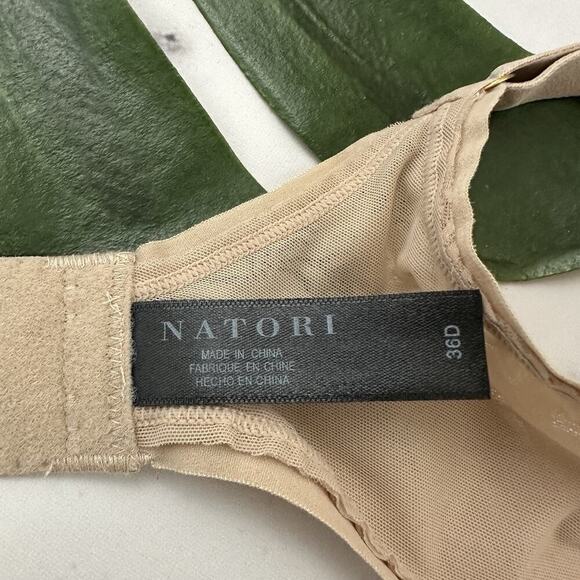 NATORI
MADE IN CHINA
FABRIQUE EN CHINE
HECHO EN CHINA
36D